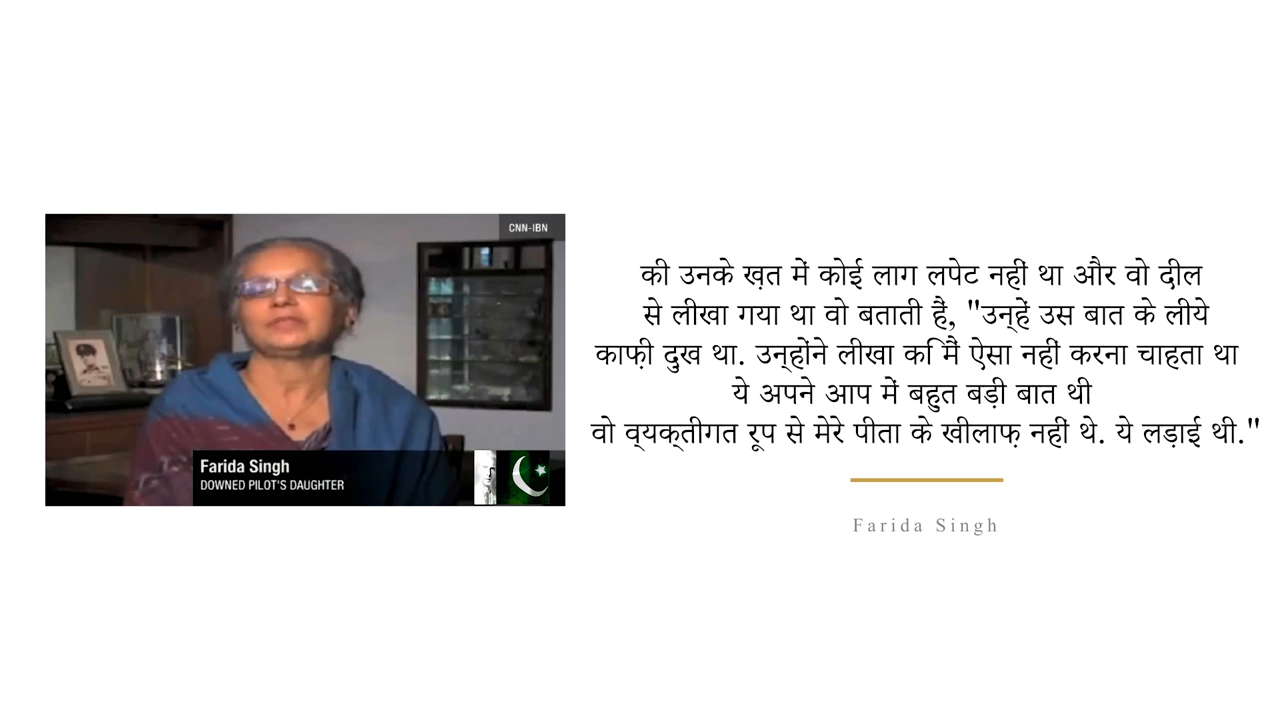 CNN-IBN
Farida Singh
DOWNED PILOT'S DAUGHTER
की उनके ख़त में कोई लाग लपेट नहीं था और वो दील
से लीखा गया था वो बताती हैं, "उन्हें उस बात के लीये
काफ़ी दुख था. उन्होंने लीखा कि मैं ऐसा नहीं करना चाहता था
ये अपने आप में बहुत बड़ी बात थी
वो व्यक्तीगत रूप से मेरे पीता के खीलाफ़ नहीं थे. ये लड़ाई थी."
Farida Singh